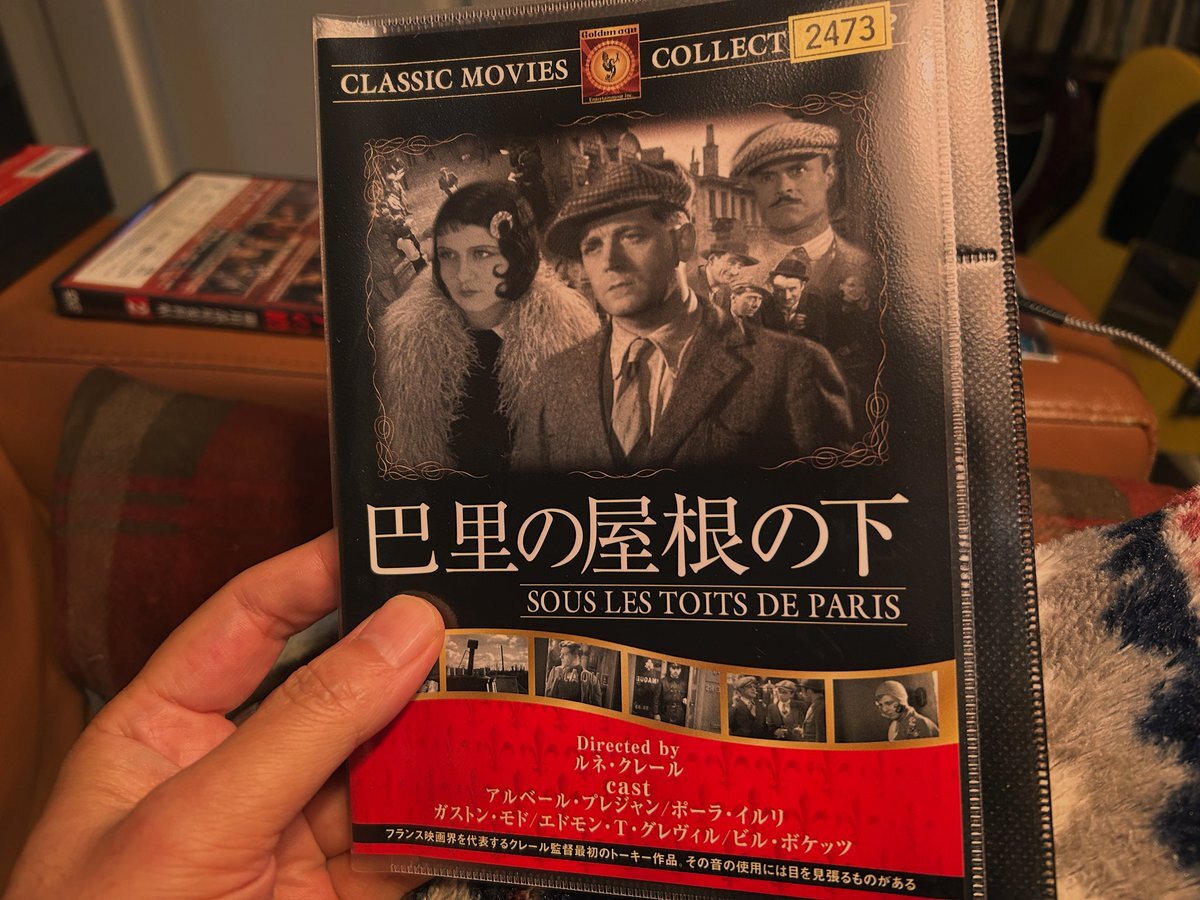 CLASSIC MOVIES
Golden age
Entertainment Inc.
COLLECT
2473
巴里の屋根の下
SOUS LES TOITS DE PARIS
Directed by
ルネ・クレール
cast
アルベール・プレジャン/ポーラ・イルリ
ガストン・モド/エドモン・T・グレヴィル/ビル・ボケッツ
フランス映画界を代表するクレール監督最初のトーキー作品。その音の使用には目を見張るものがある